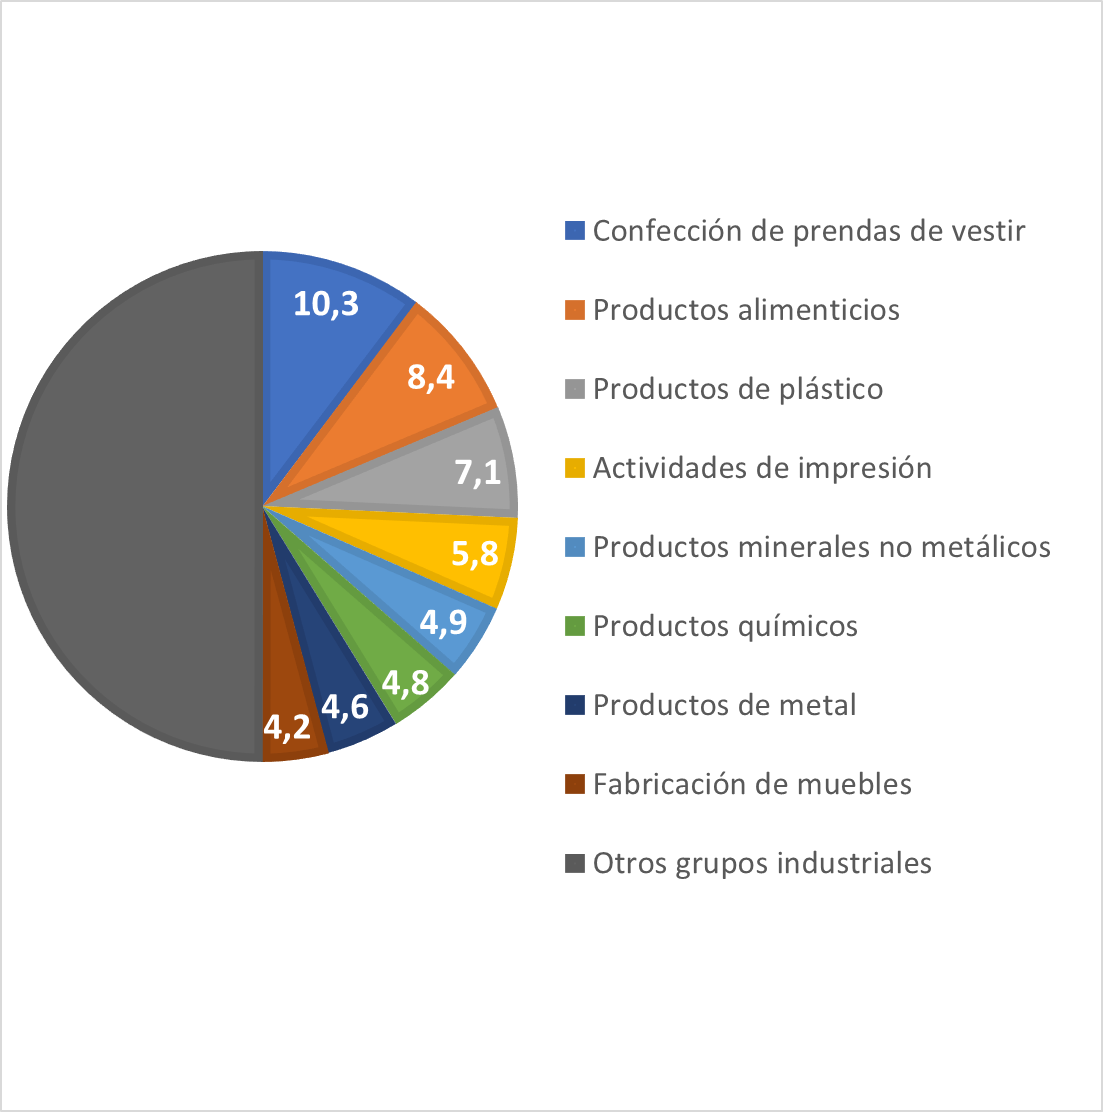 10,3
8,4
7,1
5,8
4,9
4,8
4,6
4,2
Confección de prendas de vestir
Productos alimenticios
Productos de plástico
Actividades de impresión
Productos minerales no metálicos
Productos químicos
Productos de metal
Fabricación de muebles
Otros grupos industriales